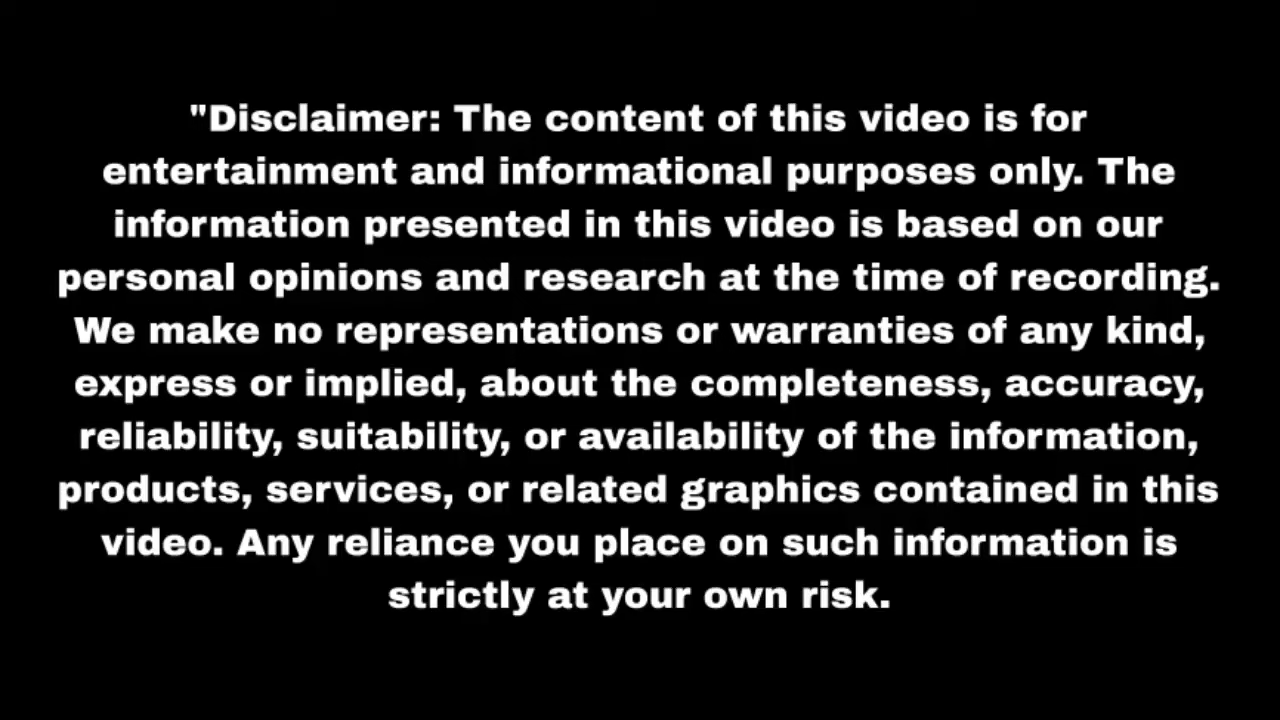 "Disclaimer: The content of this video is for
entertainment and informational purposes only. The
information presented in this video is based on our
personal opinions and research at the time of recording.
We make no representations or warranties of any kind,
express or implied, about the completeness, accuracy,
reliability, suitability, or availability of the information,
products, services, or related graphics contained in this
video. Any reliance you place on such information is
strictly at your own risk.